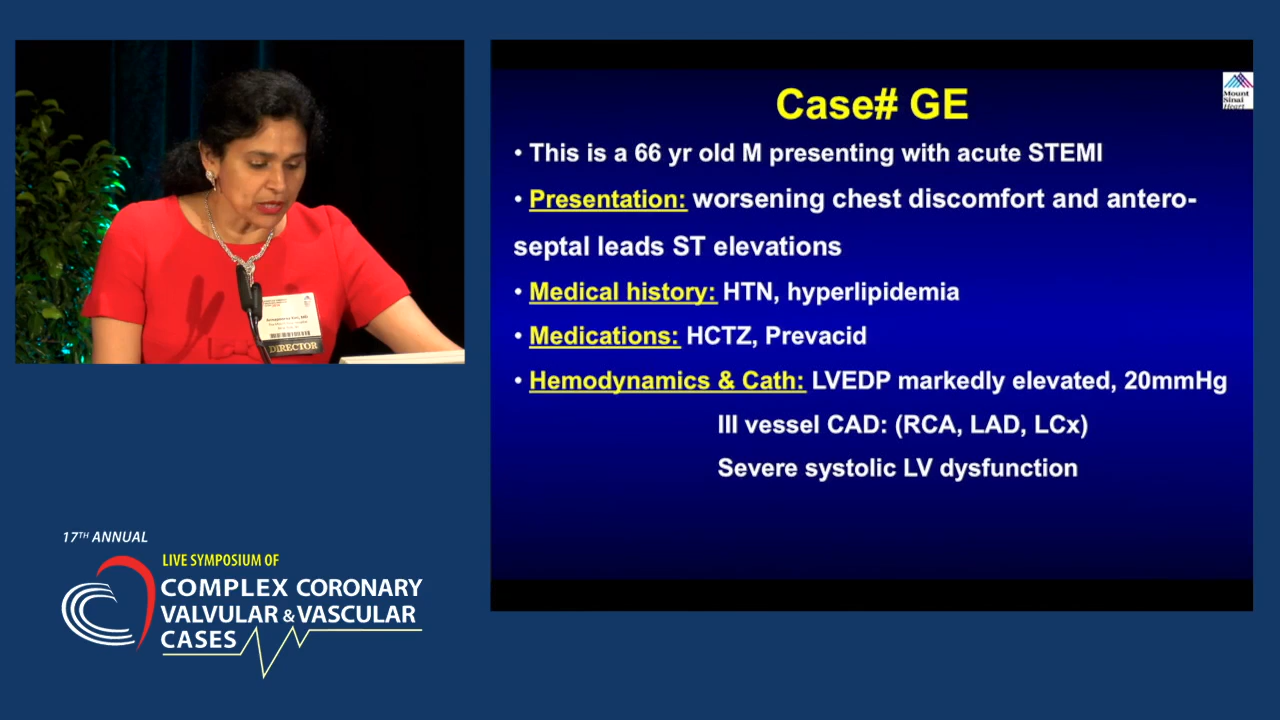 Case# GE
Mount
Sinai
Heart
• This is a 66 yr old M presenting with acute STEMI
• Presentation: worsening chest discomfort and antero-
septal leads ST elevations
• Medical history: HTN, hyperlipidemia
• Medications: HCTZ, Prevacid
• Hemodynamics & Cath: LVEDP markedly elevated, 20mmHg
III vessel CAD: (RCA, LAD, LCx)
Severe systolic LV dysfunction
DIRECTOR
17TH ANNUAL
LIVE SYMPOSIUM OF
COMPLEX CORONARY
VALVULAR & VASCULAR
CASES